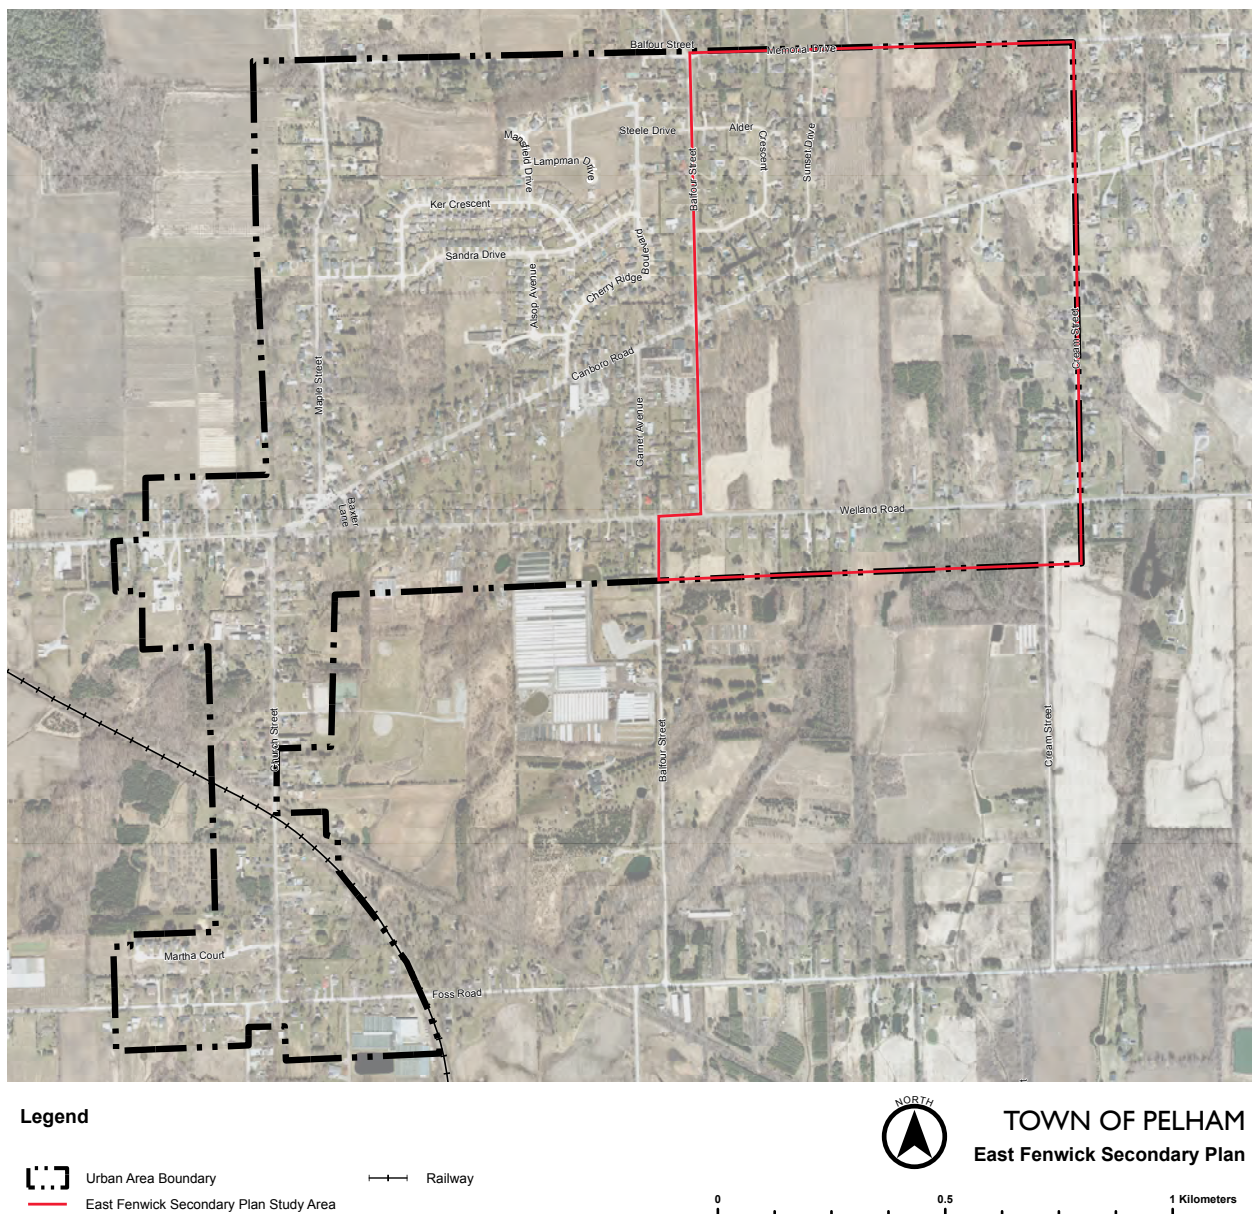 Balfour Street
Memorial Drive
Steele Drive
Alder
Crescent
Sunset Drive
Mansfield Drive
Lampman Drive
Balfour Street
Ker Crescent
Sandra Drive
Boulevard
Cherry Ridge
Alsop Avenue
Canboro Road
Cream Street
Maple Street
Garner Avenue
Baxter
Lane
Welland Road
Church Street
Balfour Street
Cream Street
Martha Court
Foss Road
Legend
Urban Area Boundary
Railway
East Fenwick Secondary Plan Study Area
NORTH
TOWN OF PELHAM
East Fenwick Secondary Plan
0 0.5 1 Kilometers